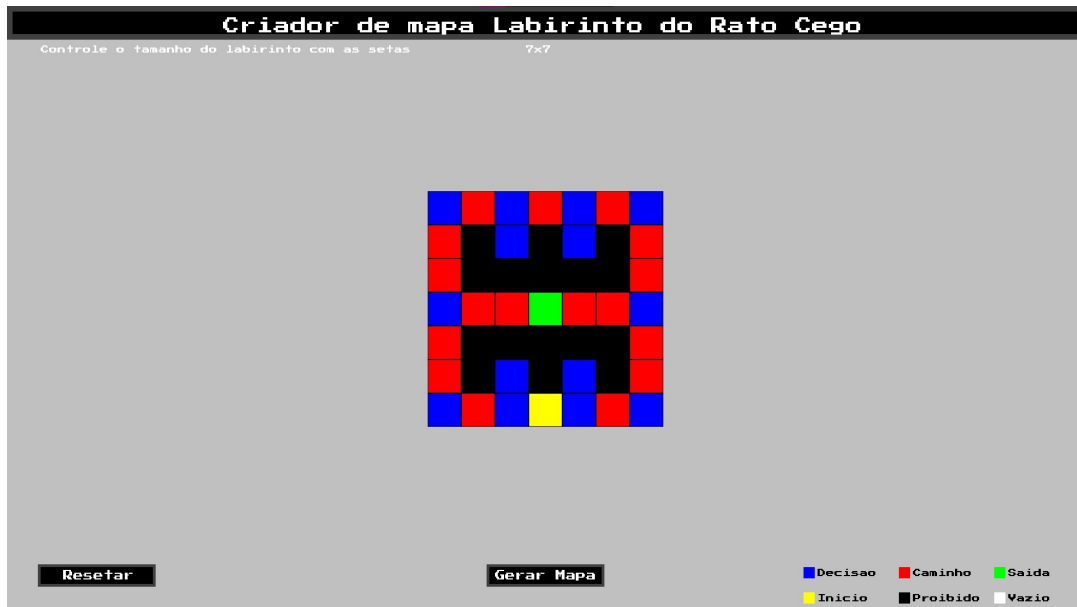 Criador de mapa Labirinto do Rato Cego
Controle o tamanho do labirinto com as setas 7x7
Resetar
Gerar Mapa
Decisao Caminho Saida
Inicio Proibido Vazio